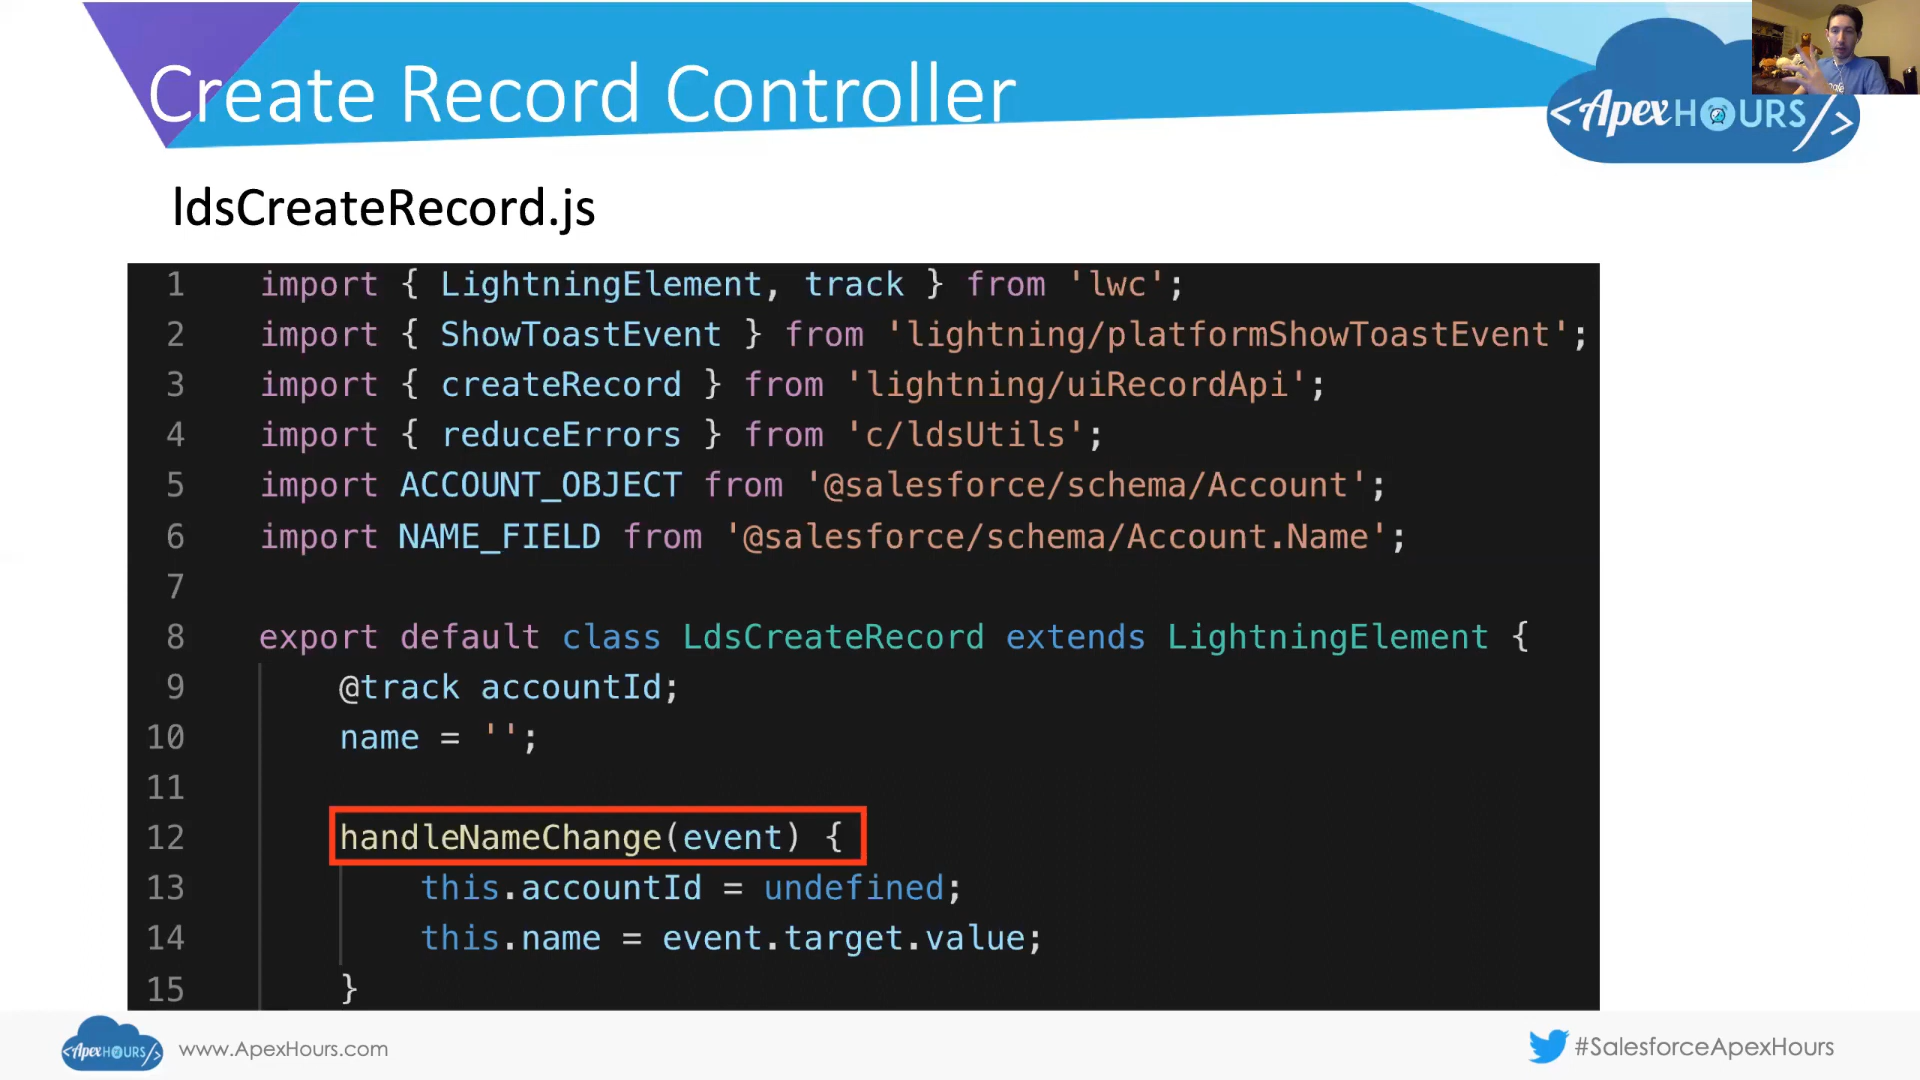 Create Record Controller
<ApexHOURS/>
ldsCreateRecord.js
1 import { LightningElement, track } from 'lwc';
2 import { ShowToastEvent } from 'lightning/platformShowToastEvent';
3 import { createRecord } from 'lightning/uiRecordApi';
4 import { reduceErrors } from 'c/ldsUtils';
5 import ACCOUNT_OBJECT from '@salesforce/schema/Account';
6 import NAME_FIELD from '@salesforce/schema/Account.Name';
7
8 export default class LdsCreateRecord extends LightningElement {
9 @track accountId;
10 name = '';
11
12 handleNameChange(event) {
13 this.accountId = undefined;
14 this.name = event.target.value;
15 }
<ApexHOURS/> www.ApexHours.com
#SalesforceApexHours